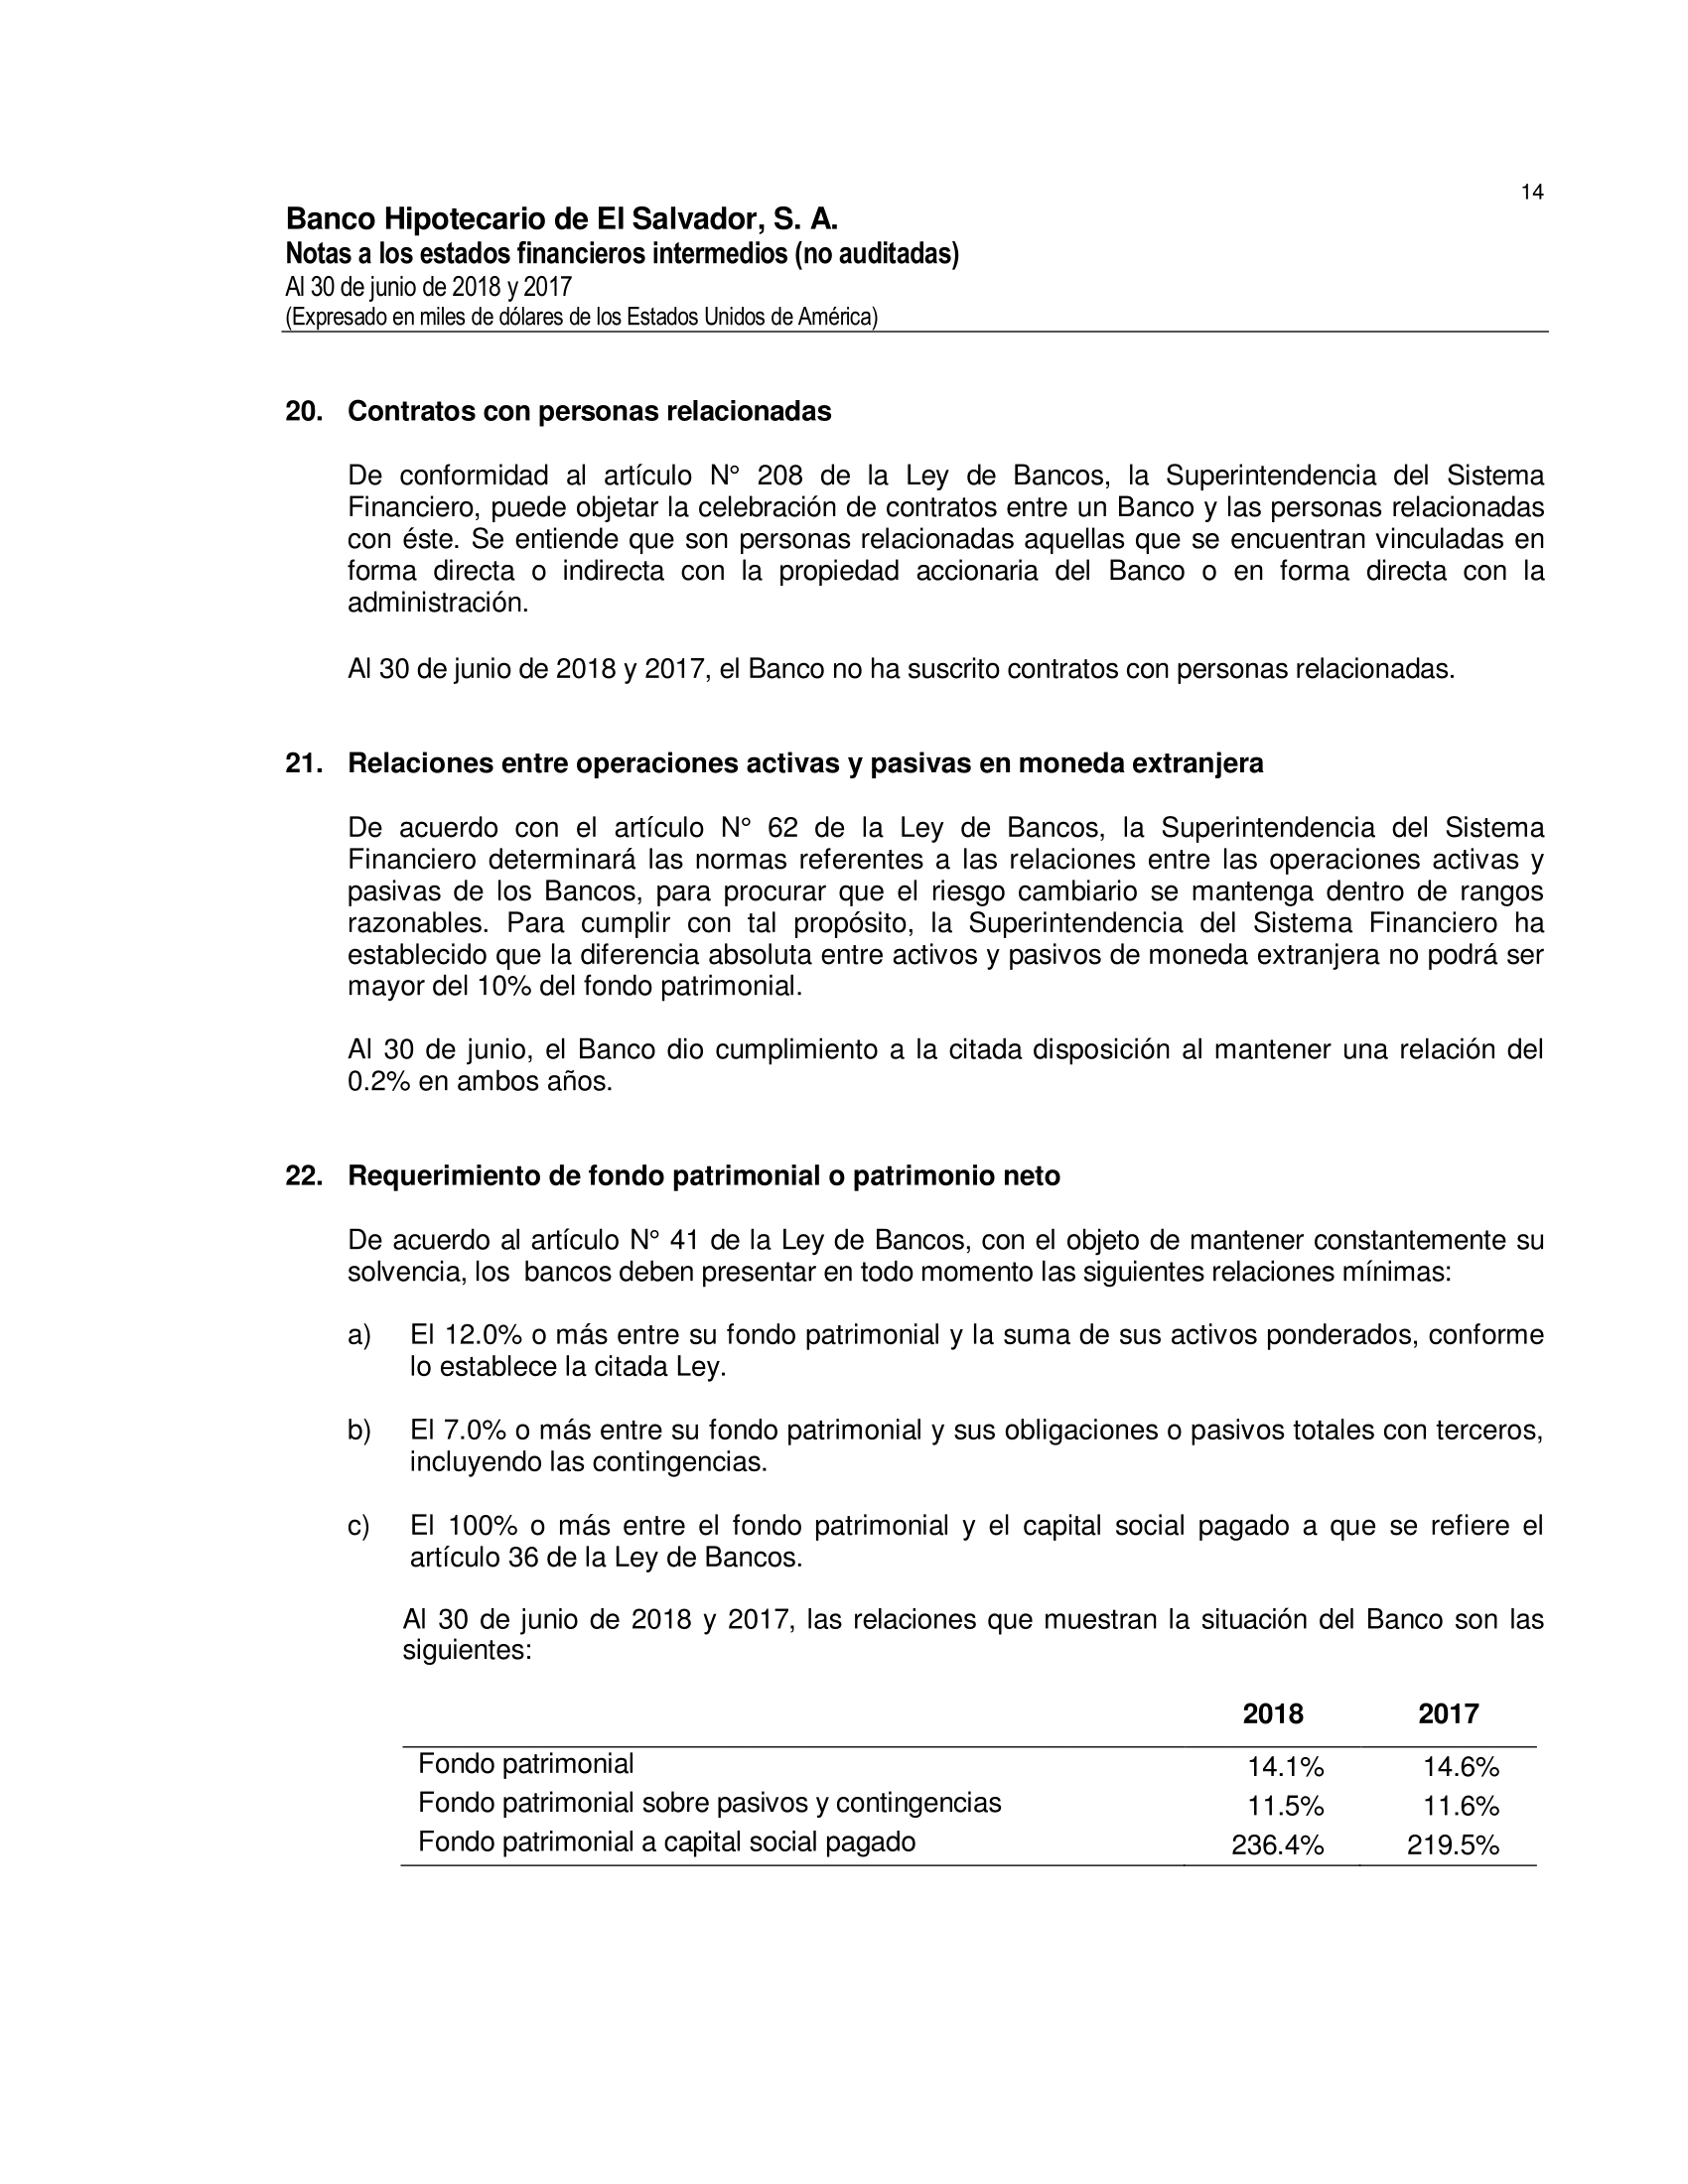 14
Banco Hipotecario de El Salvador, S. A.
Notas a los estados financieros intermedios (no auditadas)
Al 30 de junio de 2018 y 2017
(Expresado en miles de dólares de los Estados Unidos de América)
20. Contratos con personas relacionadas
De conformidad al artículo N° 208 de la Ley de Bancos, la Superintendencia del Sistema
Financiero, puede objetar la celebración de contratos entre un Banco y las personas relacionadas
con éste. Se entiende que son personas relacionadas aquellas que se encuentran vinculadas en
forma directa o indirecta con la propiedad accionaria del Banco o en forma directa con la
administración.
Al 30 de junio de 2018 y 2017, el Banco no ha suscrito contratos con personas relacionadas.
21. Relaciones entre operaciones activas y pasivas en moneda extranjera
De acuerdo con el artículo N° 62 de la Ley de Bancos, la Superintendencia del Sistema
Financiero determinará las normas referentes a las relaciones entre las operaciones activas y
pasivas de los Bancos, para procurar que el riesgo cambiario se mantenga dentro de rangos
razonables. Para cumplir con tal propósito, la Superintendencia del Sistema Financiero ha
establecido que la diferencia absoluta entre activos y pasivos de moneda extranjera no podrá ser
mayor del 10% del fondo patrimonial.
Al 30 de junio, el Banco dio cumplimiento a la citada disposición al mantener una relación del
0.2% en ambos años.
22. Requerimiento de fondo patrimonial o patrimonio neto
De acuerdo al artículo N° 41 de la Ley de Bancos, con el objeto de mantener constantemente su
solvencia, los bancos deben presentar en todo momento las siguientes relaciones mínimas:
a) El 12.0% o más entre su fondo patrimonial y la suma de sus activos ponderados, conforme
lo establece la citada Ley.
b) El 7.0% o más entre su fondo patrimonial y sus obligaciones o pasivos totales con terceros,
incluyendo las contingencias.
c) El 100% o más entre el fondo patrimonial y el capital social pagado a que se refiere el
artículo 36 de la Ley de Bancos.
Al 30 de junio de 2018 y 2017, las relaciones que muestran la situación del Banco son las
siguientes:
2018 2017
Fondo patrimonial 14.1% 14.6%
Fondo patrimonial sobre pasivos y contingencias 11.5% 11.6%
Fondo patrimonial a capital social pagado 236.4% 219.5%